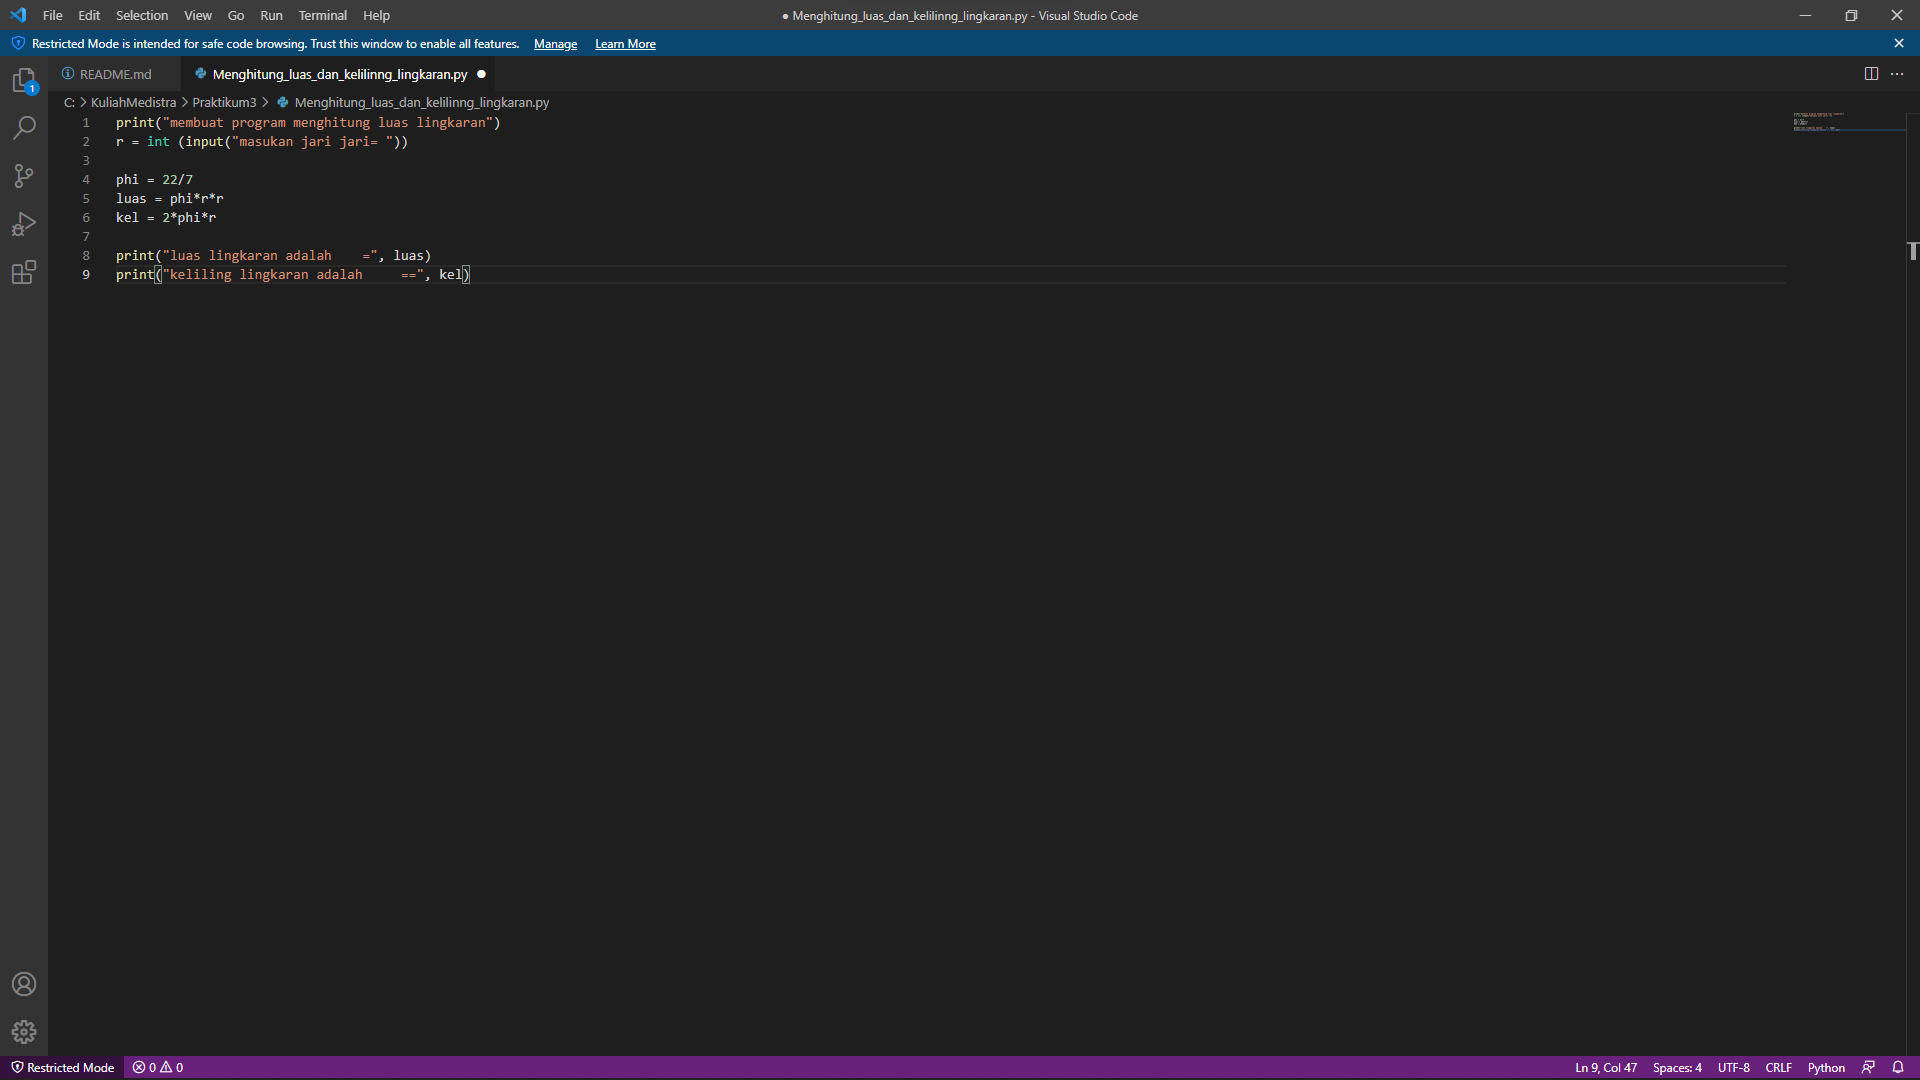 File Edit Selection View Go Run Terminal Help
● Menghitung_luas_dan_kelilinng_lingkaran.py - Visual Studio Code
Restricted Mode is intended for safe code browsing. Trust this window to enable all features. Manage Learn More
README.md Menghitung_luas_dan_kelilinng_lingkaran.py
C: > KuliahMedistra > Praktikum3 > Menghitung_luas_dan_kelilinng_lingkaran.py
1 print("membuat program menghitung luas lingkaran")
2 r = int (input("masukan jari jari= "))
3
4 phi = 22/7
5 luas = phi*r*r
6 kel = 2*phi*r
7
8 print("luas lingkaran adalah    =", luas)
9 print("keliling lingkaran adalah     ==", kel)
1
Restricted Mode 0 0 Ln 9, Col 47 Spaces: 4 UTF-8 CRLF Python